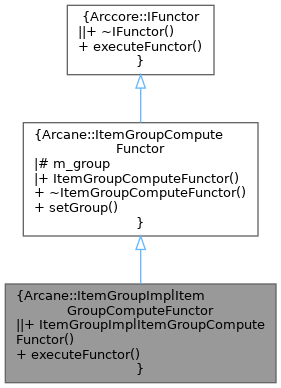 {Arccore::IFunctor
||+ ~IFunctor()
+ executeFunctor()
}
{Arcane::ItemGroupCompute
Functor
|# m_group
|+ ItemGroupComputeFunctor()
+ ~ItemGroupComputeFunctor()
+ setGroup()
}
{Arcane::ItemGroupImplItem
GroupComputeFunctor
||+ ItemGroupImplItemGroupCompute
Functor()
+ executeFunctor()
}